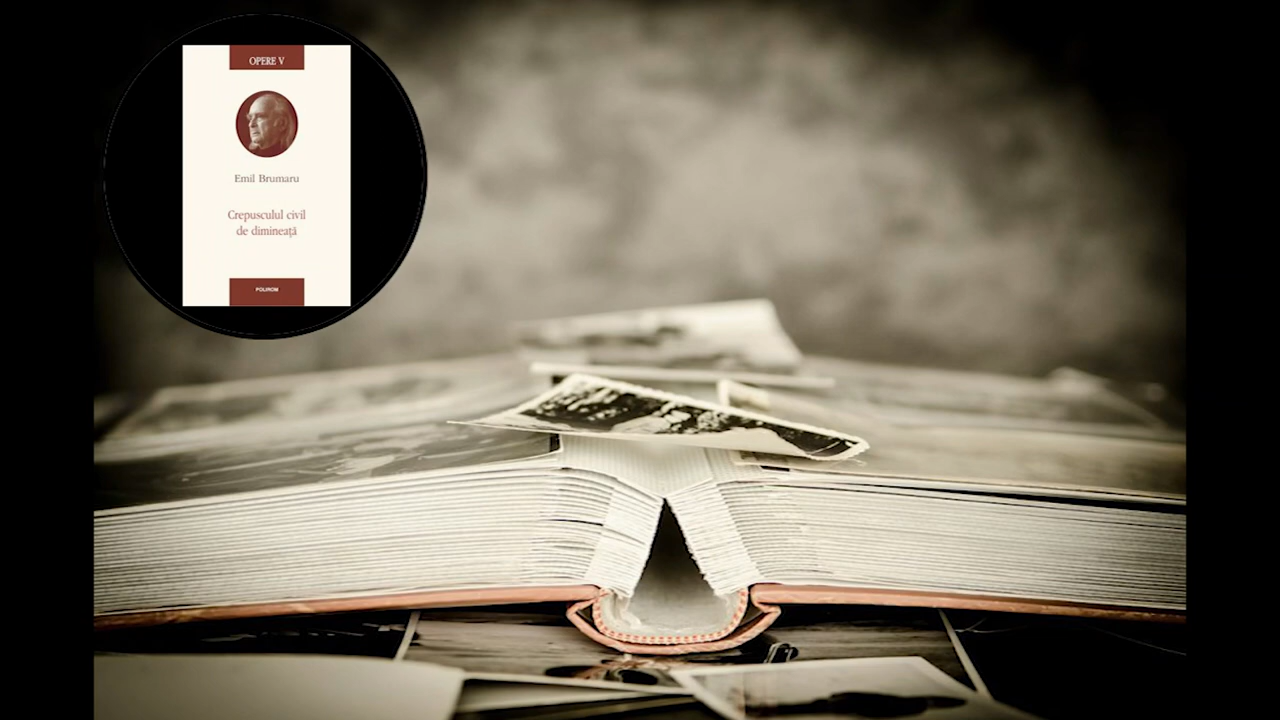 OPERE V
Emil Brumaru
Crepusculul civil
de dimineață
POLIROM